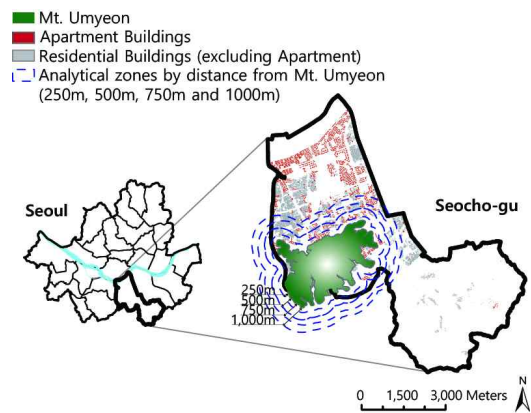 Mt. Umyeon
Apartment Buildings
Residential Buildings (excluding Apartment)
Analytical zones by distance from Mt. Umyeon
(250m, 500m, 750m and 1000m)
Seoul
Seocho-gu
250m
500m
750m
1,000m
N
0 1,500 3,000 Meters